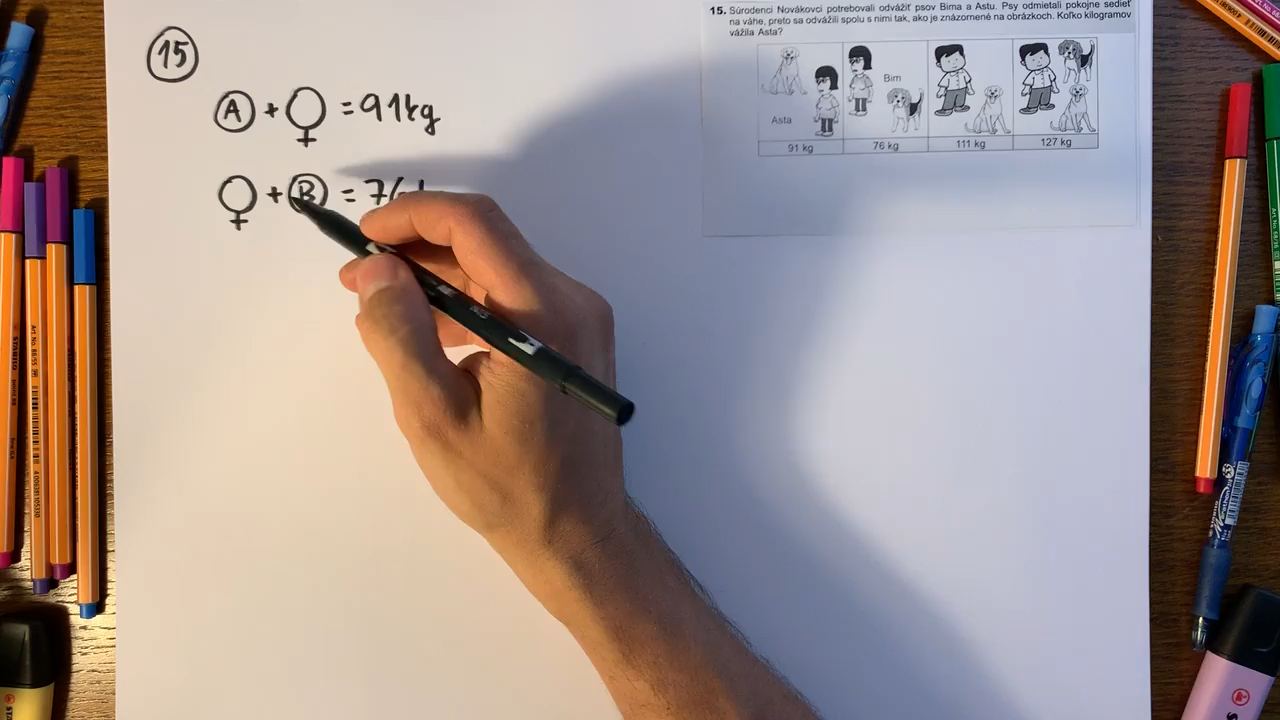 15
A + ♀ = 91kg
♀ + B =
15. Súrodenci Novákovci potrebovali odvážiť psov Bima a Astu. Psy odmietali pokojne sedieť
na váhe, preto sa odvážili spolu s nimi tak, ako je znázornené na obrázkoch. Koľko kilogramov
vážila Asta?
Bim
Asta
91 kg 76 kg 111 kg 127 kg